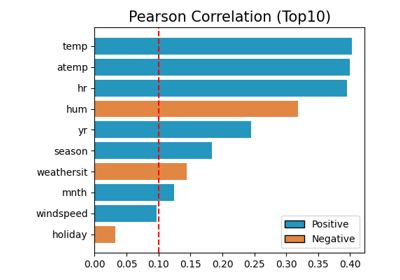 Pearson Correlation (Top10)
temp
atemp
hr
hum
yr
season
weathersit
mnth
windspeed
holiday
Positive
Negative
0.00 0.05 0.10 0.15 0.20 0.25 0.30 0.35 0.40